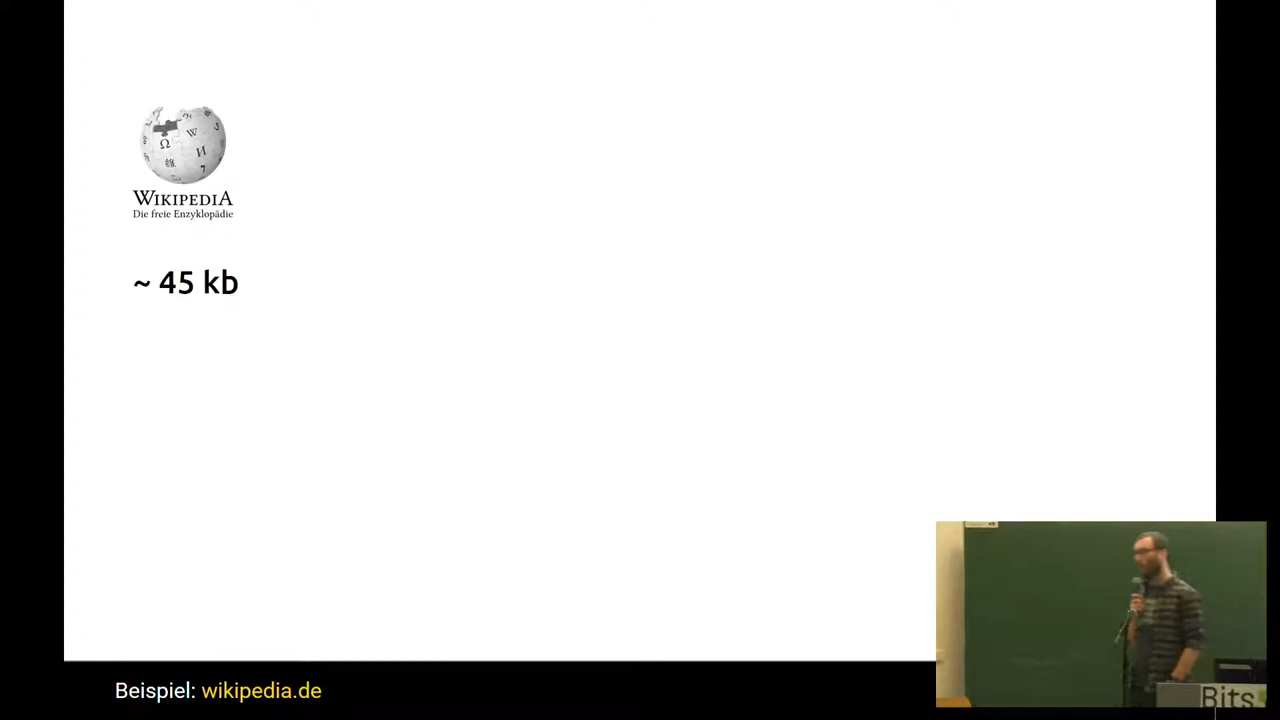 WIKIPEDIA
Die freie Enzyklopädie
~ 45 kb
Beispiel: wikipedia.de
Bits